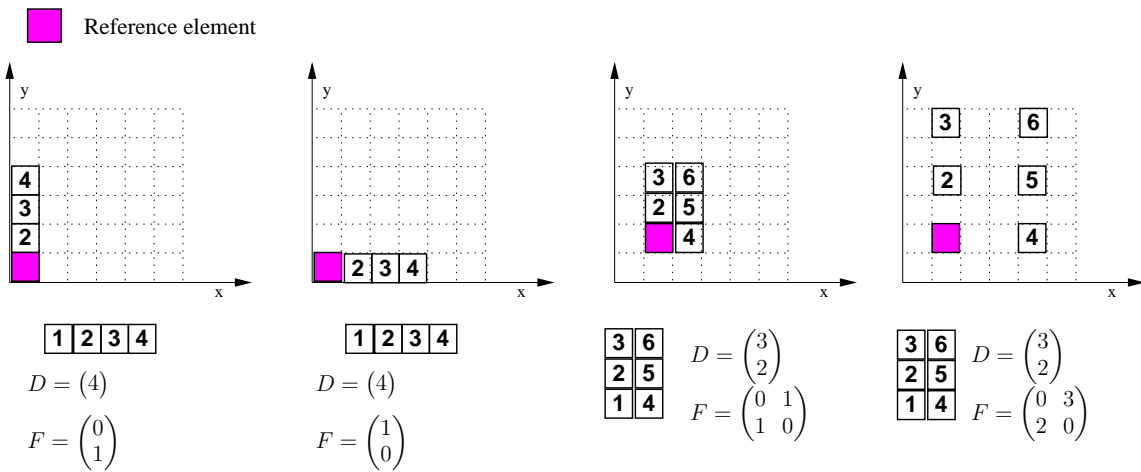 Reference element
y y y y
3 6
4 3 6 2 5
3 2 5
2 4 4
2 3 4
x x x x
1 2 3 4 1 2 3 4 3 6 3 6
2 5 2 5
1 4 1 4
D = (4) D = (4) D = (3 2) D = (3 2)
F = (0 1) F = (1 0) F = (0 1 1 0) F = (0 3 2 0)